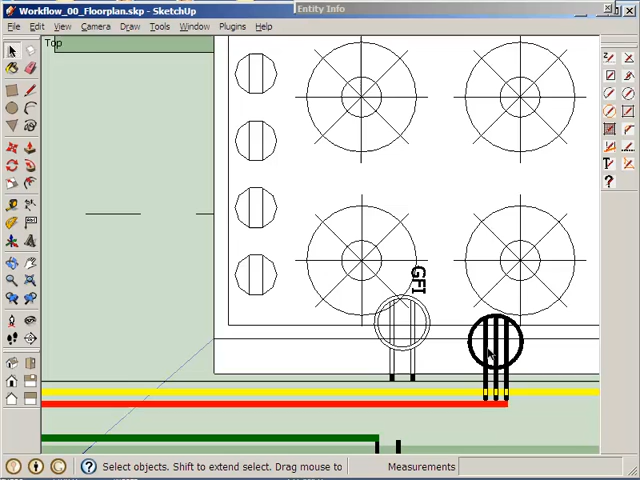 Workflow_00_Floorplan.skp - SketchUp
Entity Info
File Edit View Camera Draw Tools Window Plugins Help
Top
GFI
Select objects. Shift to extend select. Drag mouse to
Measurements